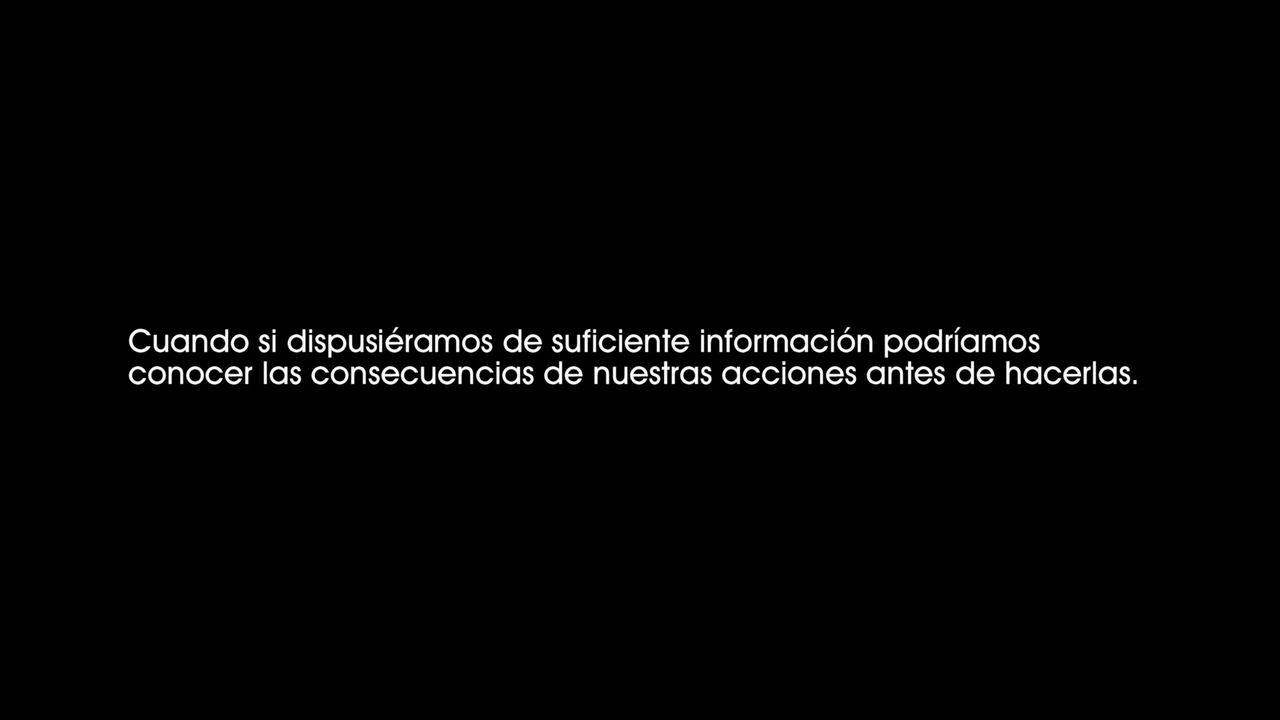 Cuando si dispusiéramos de suficiente información podríamos
conocer las consecuencias de nuestras acciones antes de hacerlas.